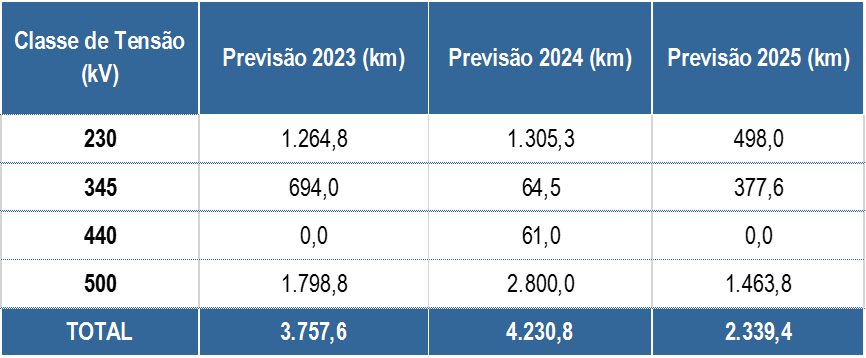 Classe de Tensão
(kV) Previsão 2023 (km) Previsão 2024 (km) Previsão 2025 (km)
230 1.264,8 1.305,3 498,0
345 694,0 64,5 377,6
440 0,0 61,0 0,0
500 1.798,8 2.800,0 1.463,8
TOTAL 3.757,6 4.230,8 2.339,4